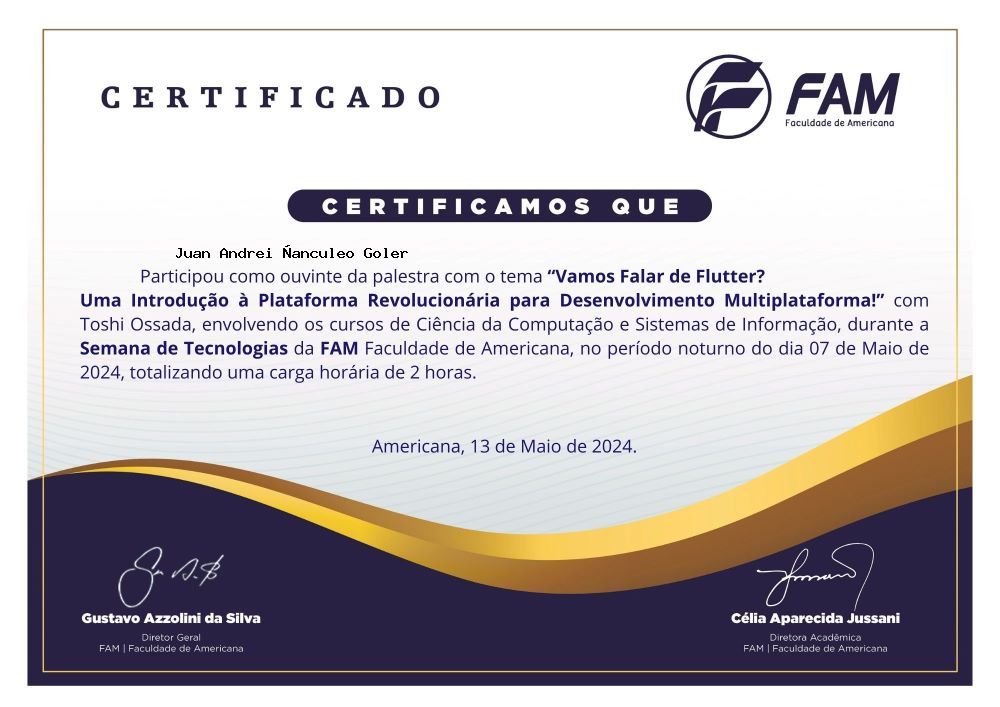 CERTIFICADO
FAM
Faculdade de Americana
CERTIFICAMOS QUE
Juan Andrei Ñanculeo Goler
Participou como ouvinte da palestra com o tema “Vamos Falar de Flutter?
Uma Introdução à Plataforma Revolucionária para Desenvolvimento Multiplataforma!” com
Toshi Ossada, envolvendo os cursos de Ciência da Computação e Sistemas de Informação, durante a
Semana de Tecnologias da FAM Faculdade de Americana, no período noturno do dia 07 de Maio de
2024, totalizando uma carga horária de 2 horas.
Americana, 13 de Maio de 2024.
Gustavo Azzolini da Silva
Diretor Geral
FAM | Faculdade de Americana
Célia Aparecida Jussani
Diretora Acadêmica
FAM | Faculdade de Americana